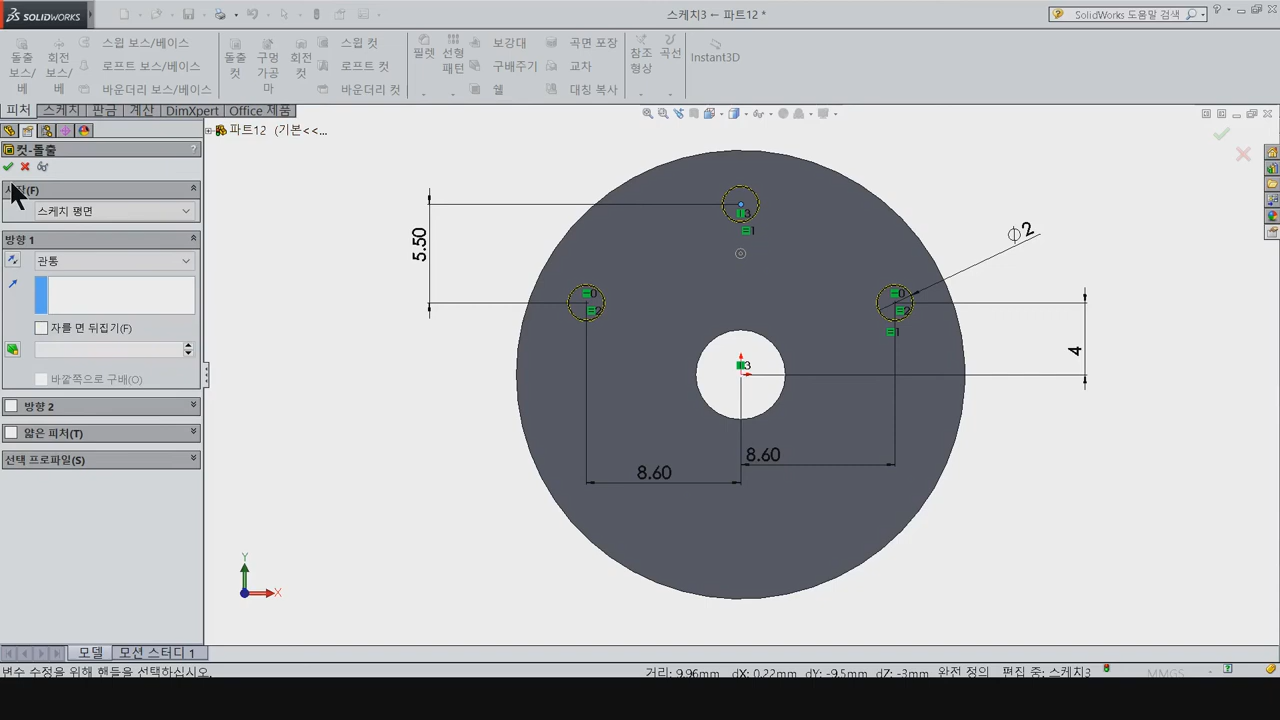 SOLIDWORKS
스케치3 ← 파트12 *
SolidWorks 도움말 검색
돌출 보스/베
회전 보스/베
스윕 보스/베이스
로프트 보스/베이스
바운더리 보스/베이스
돌출 컷
구멍 가공 마
회전 컷
스윕 컷
로프트 컷
바운더리 컷
필렛
선형 패턴
보강대
구배주기
쉘
곡면 포장
교차
대칭 복사
참조 형상
곡선
Instant3D
피처
스케치
판금
계산
DimXpert
Office 제품
파트12 (기본<<...
컷-돌출
?
(F)
스케치 평면
방향 1
관통
자를 면 뒤집기(F)
바깥쪽으로 구배(O)
방향 2
얇은 피처(T)
선택 프로파일(S)
5.50
⌀2
4
8.60
8.60
3
1
0
2
0
2
1
3
Y
X
모델
모션 스터디 1
변수 수정을 위해 핸들을 선택하십시오.
거리: 9.96mm
dX: 0.22mm
dY: -9.5mm
dZ: -3mm
완전 정의
편집 중: 스케치3
MMGS